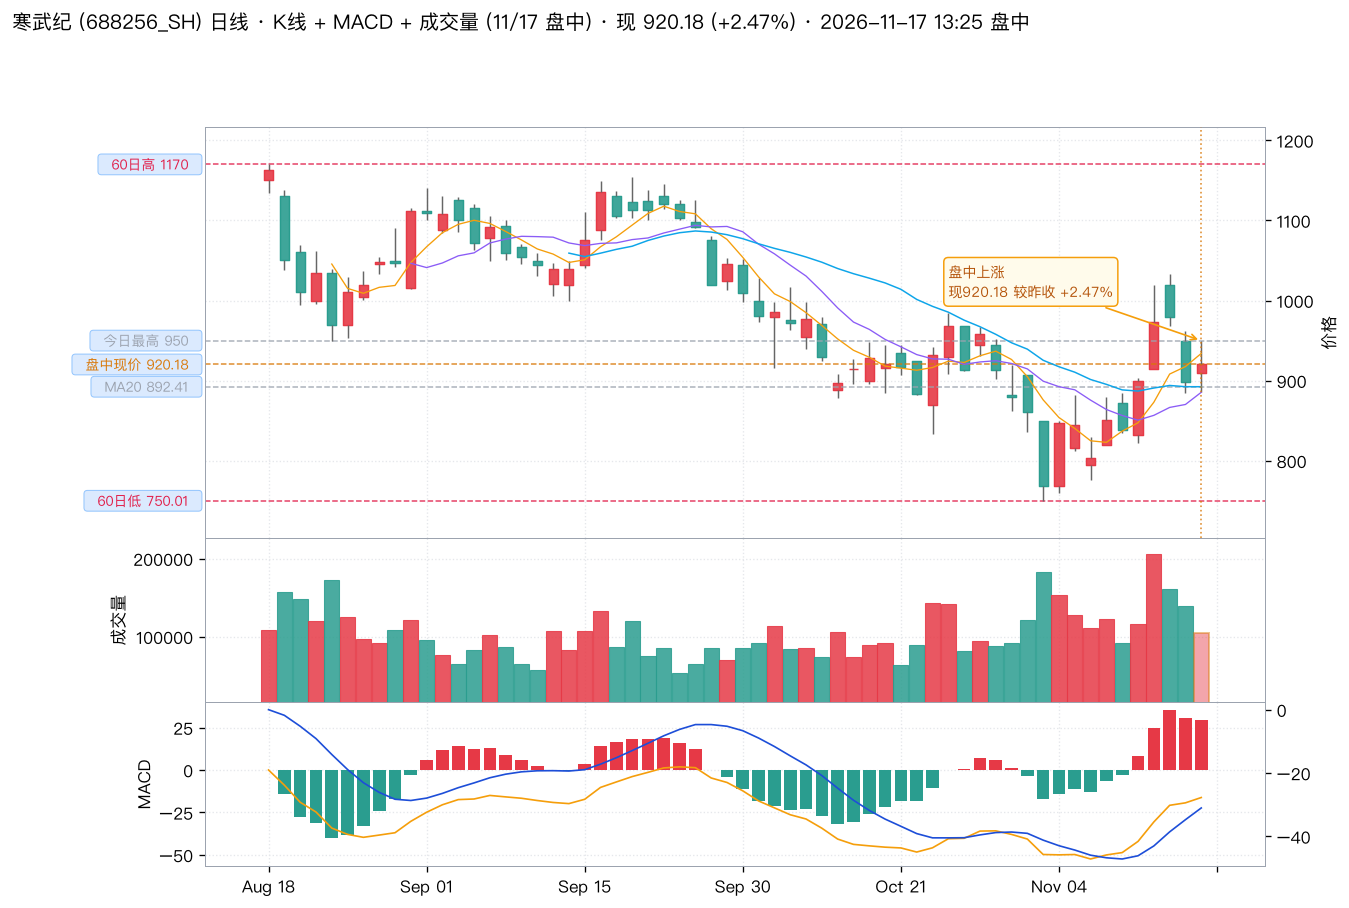 寒武纪 (688256_SH) 日线 · K线 + MACD + 成交量 (11/17 盘中) · 现 920.18 (+2.47%) · 2026−11−17 13:25 盘中
60日高 1170
今日最高 950
盘中现价 920.18
MA20 892.41
60日低 750.01
盘中上涨
现920.18 较昨收 +2.47%
1200
1100
1000
900
800
价格
200000
100000
成交量
25
0
−25
−50
MACD
0
−20
−40
Aug 18
Sep 01
Sep 15
Sep 30
Oct 21
Nov 04